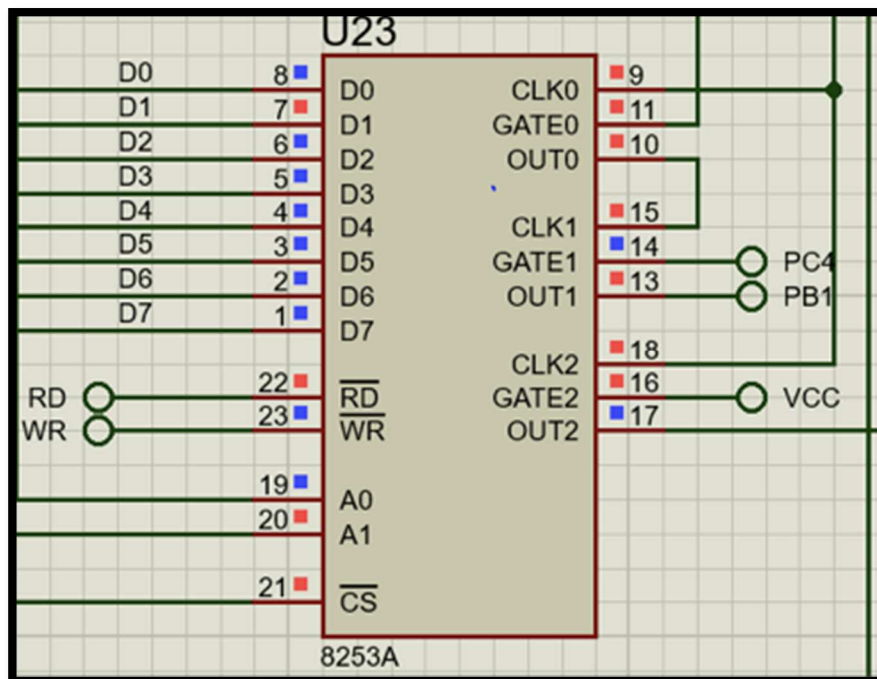 U23
D0 8 D0 CLK0 9
D1 7 D1 GATE0 11
D2 6 D2 OUT0 10
D3 5 D3
D4 4 D4 CLK1 15
D5 3 D5 GATE1 14 PC4
D6 2 D6 OUT1 13 PB1
D7 1 D7
CLK2 18
RD 22 RD GATE2 16 VCC
WR 23 WR OUT2 17
19 A0
20 A1
21 CS
8253A